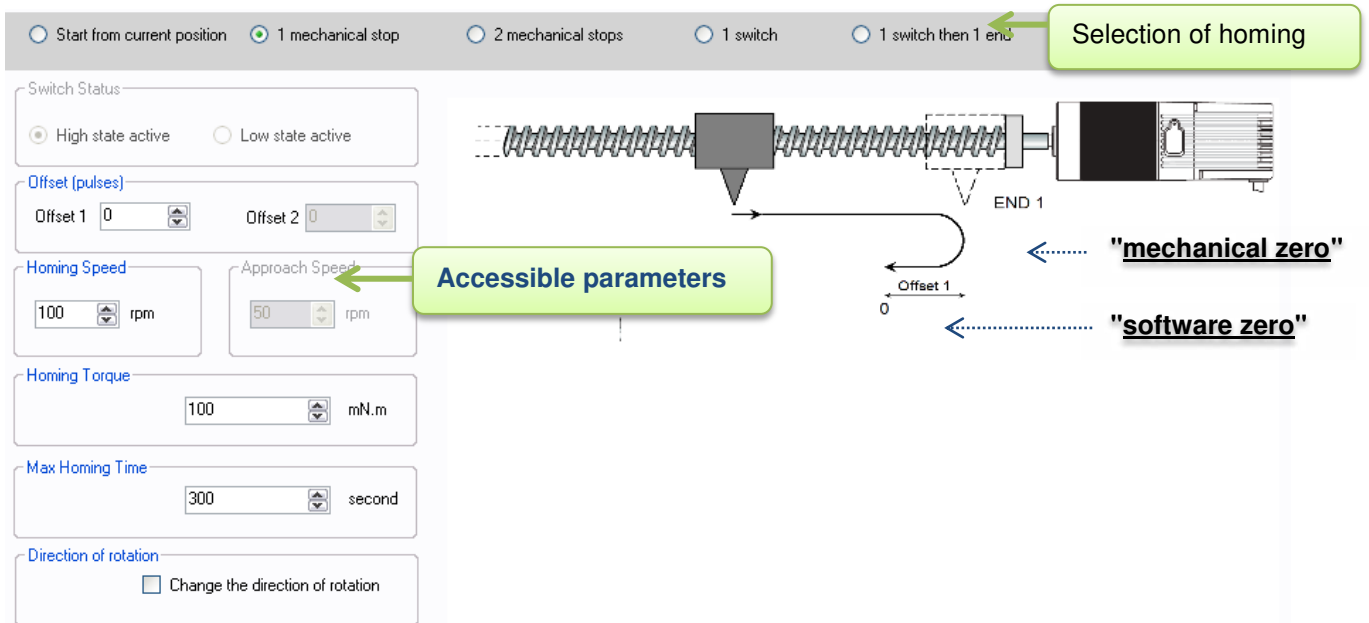 Start from current position
1 mechanical stop
2 mechanical stops
1 switch
1 switch then 1 end
Selection of homing
Switch Status
High state active
Low state active
Offset (pulses)
Offset 1 0
Offset 2 0
Homing Speed
100 rpm
Approach Speed
50 rpm
Accessible parameters
END 1
"mechanical zero"
Offset 1
0
"software zero"
Homing Torque
100 mN.m
Max Homing Time
300 second
Direction of rotation
Change the direction of rotation